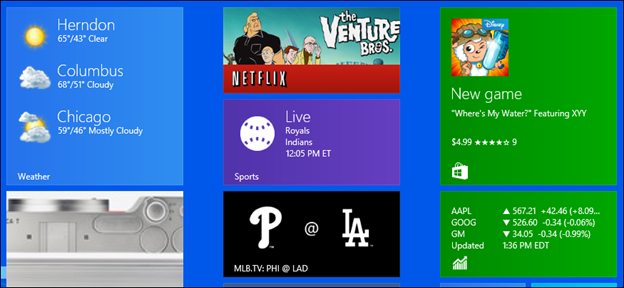 Herndon
65°/43° Clear
Columbus
68°/51° Cloudy
Chicago
59°/46° Mostly Cloudy
Weather
the
VENTURE
BROS.
NETFLIX
Live
Royals
Indians
12:05 PM ET
Sports
P @ LA
MLB.TV: PHI @ LAD
Disney
New game
"Where's My Water?" Featuring XYY
$4.99 ★★★★☆ 9
AAPL ▲ 567.21 +42.46 (+8.09...
GOOG ▼ 526.60 -0.34 (-0.06%)
GM ▼ 34.05 -0.34 (-0.99%)
Updated 1:36 PM EDT